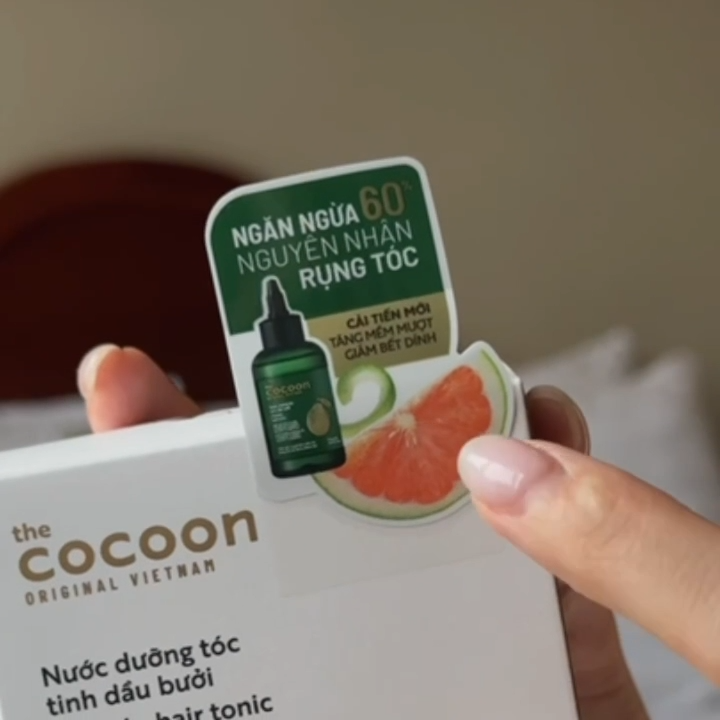 NGĂN NGỪA 60%
NGUYÊN NHÂN
RỤNG TÓC
CẢI TIẾN MỚI
TĂNG MỀM MƯỢT
GIẢM BẾT DÍNH
the
cocoon
the
cocoon
ORIGINAL VIETNAM
Nước dưỡng tóc
tinh dầu bưởi
hair tonic